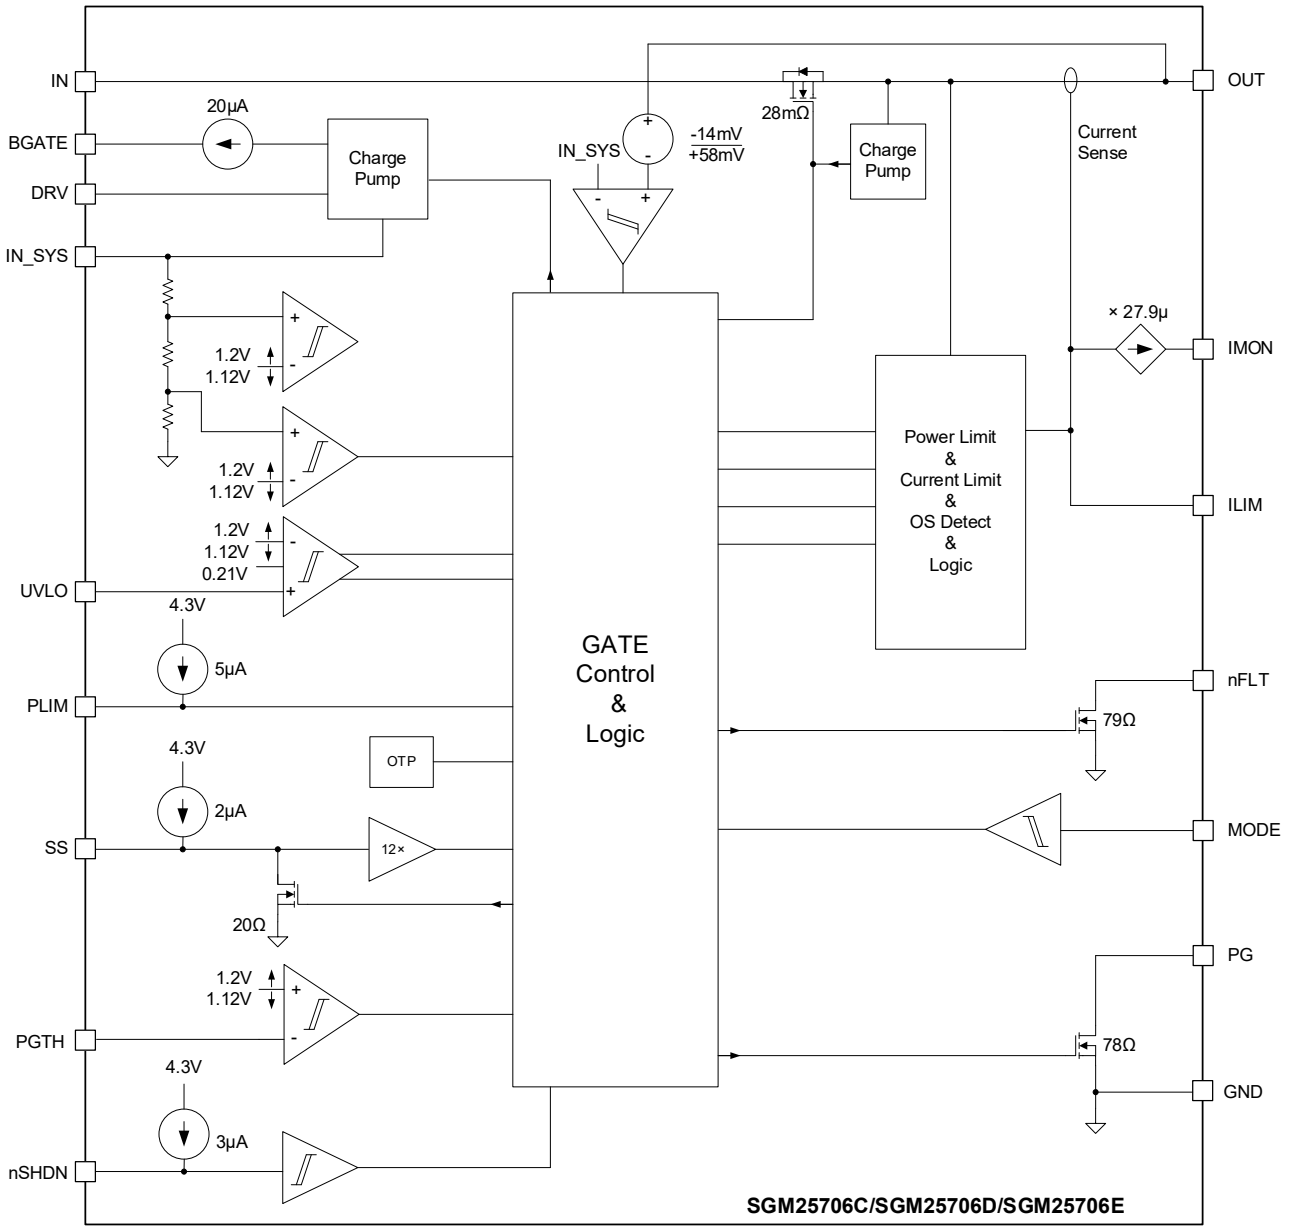 IN
OUT
20µA
BGATE
Charge
Pump
DRV
IN_SYS
28mΩ
+
-
-14mV
+58mV
IN_SYS
- +
Charge
Pump
Current
Sense
+
1.2V
1.12V
-
× 27.9µ
IMON
+
1.2V
1.12V
-
Power Limit
&
Current Limit
&
OS Detect
&
Logic
ILIM
1.2V
1.12V
0.21V
-
+
UVLO
4.3V
5µA
PLIM
GATE
Control
&
Logic
nFLT
79Ω
4.3V
2µA
OTP
SS
12×
20Ω
MODE
1.2V
1.12V
+
-
PGTH
PG
78Ω
GND
4.3V
3µA
nSHDN
SGM25706C/SGM25706D/SGM25706E